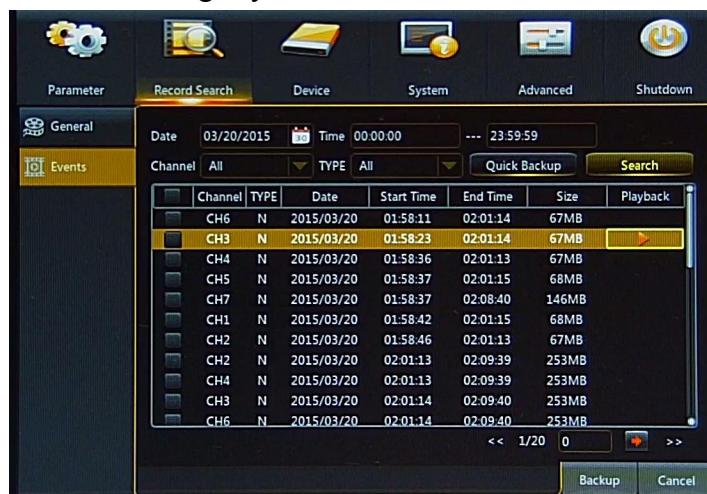 Parameter Record Search Device System Advanced Shutdown
General
Events
Date 03/20/2015 30 Time 00:00:00 --- 23:59:59
Channel All TYPE All Quick Backup Search
Channel TYPE Date Start Time End Time Size Playback
CH6 N 2015/03/20 01:58:11 02:01:14 67MB
CH3 N 2015/03/20 01:58:23 02:01:14 67MB
CH4 N 2015/03/20 01:58:36 02:01:13 67MB
CH5 N 2015/03/20 01:58:37 02:01:15 68MB
CH7 N 2015/03/20 01:58:37 02:08:40 146MB
CH1 N 2015/03/20 01:58:42 02:01:15 68MB
CH2 N 2015/03/20 01:58:46 02:01:13 67MB
CH2 N 2015/03/20 02:01:13 02:09:39 253MB
CH4 N 2015/03/20 02:01:13 02:09:39 253MB
CH3 N 2015/03/20 02:01:14 02:09:40 253MB
CH6 N 2015/03/20 02:01:14 02:09:40 253MB
<< 1/20 0 >>
Backup Cancel